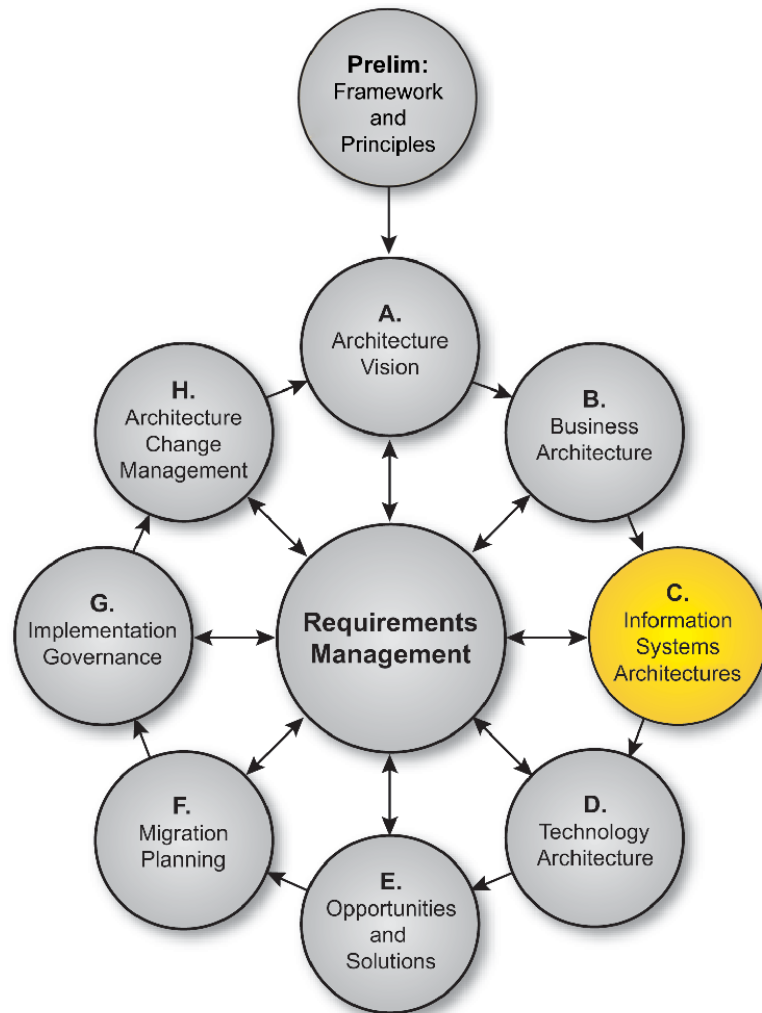 Prelim:
Framework
and
Principles
A.
Architecture
Vision
B.
Business
Architecture
C.
Information
Systems
Architectures
D.
Technology
Architecture
E.
Opportunities
and
Solutions
F.
Migration
Planning
G.
Implementation
Governance
H.
Architecture
Change
Management
Requirements
Management